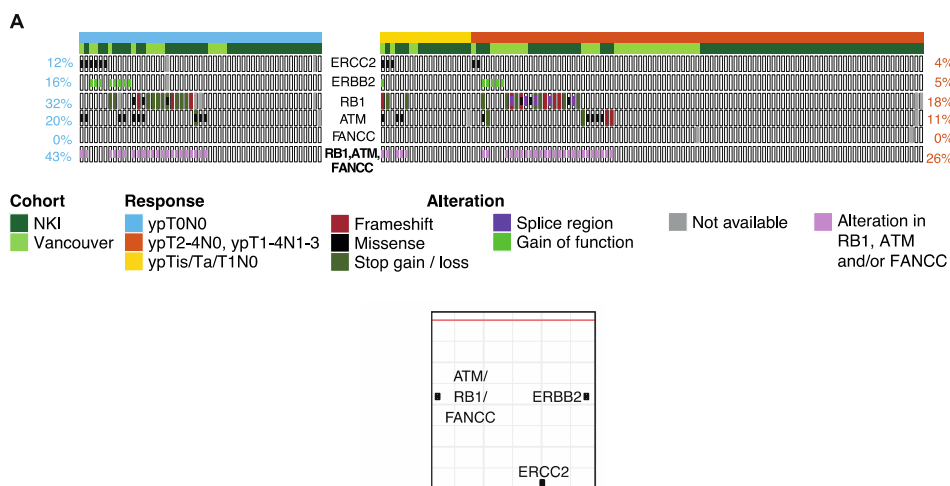 A
12% ERCC2 4%
16% ERBB2 5%
32% RB1 18%
20% ATM 11%
0% FANCC 0%
43% RB1,ATM, 26%
FANCC
Cohort Response Alteration
NKI ypT0N0 Frameshift Splice region Not available Alteration in
Vancouver ypT2-4N0, ypT1-4N1-3 Missense Gain of function RB1, ATM
ypTis/Ta/T1N0 Stop gain / loss and/or FANCC
ATM/
RB1/ ERBB2
FANCC
ERCC2